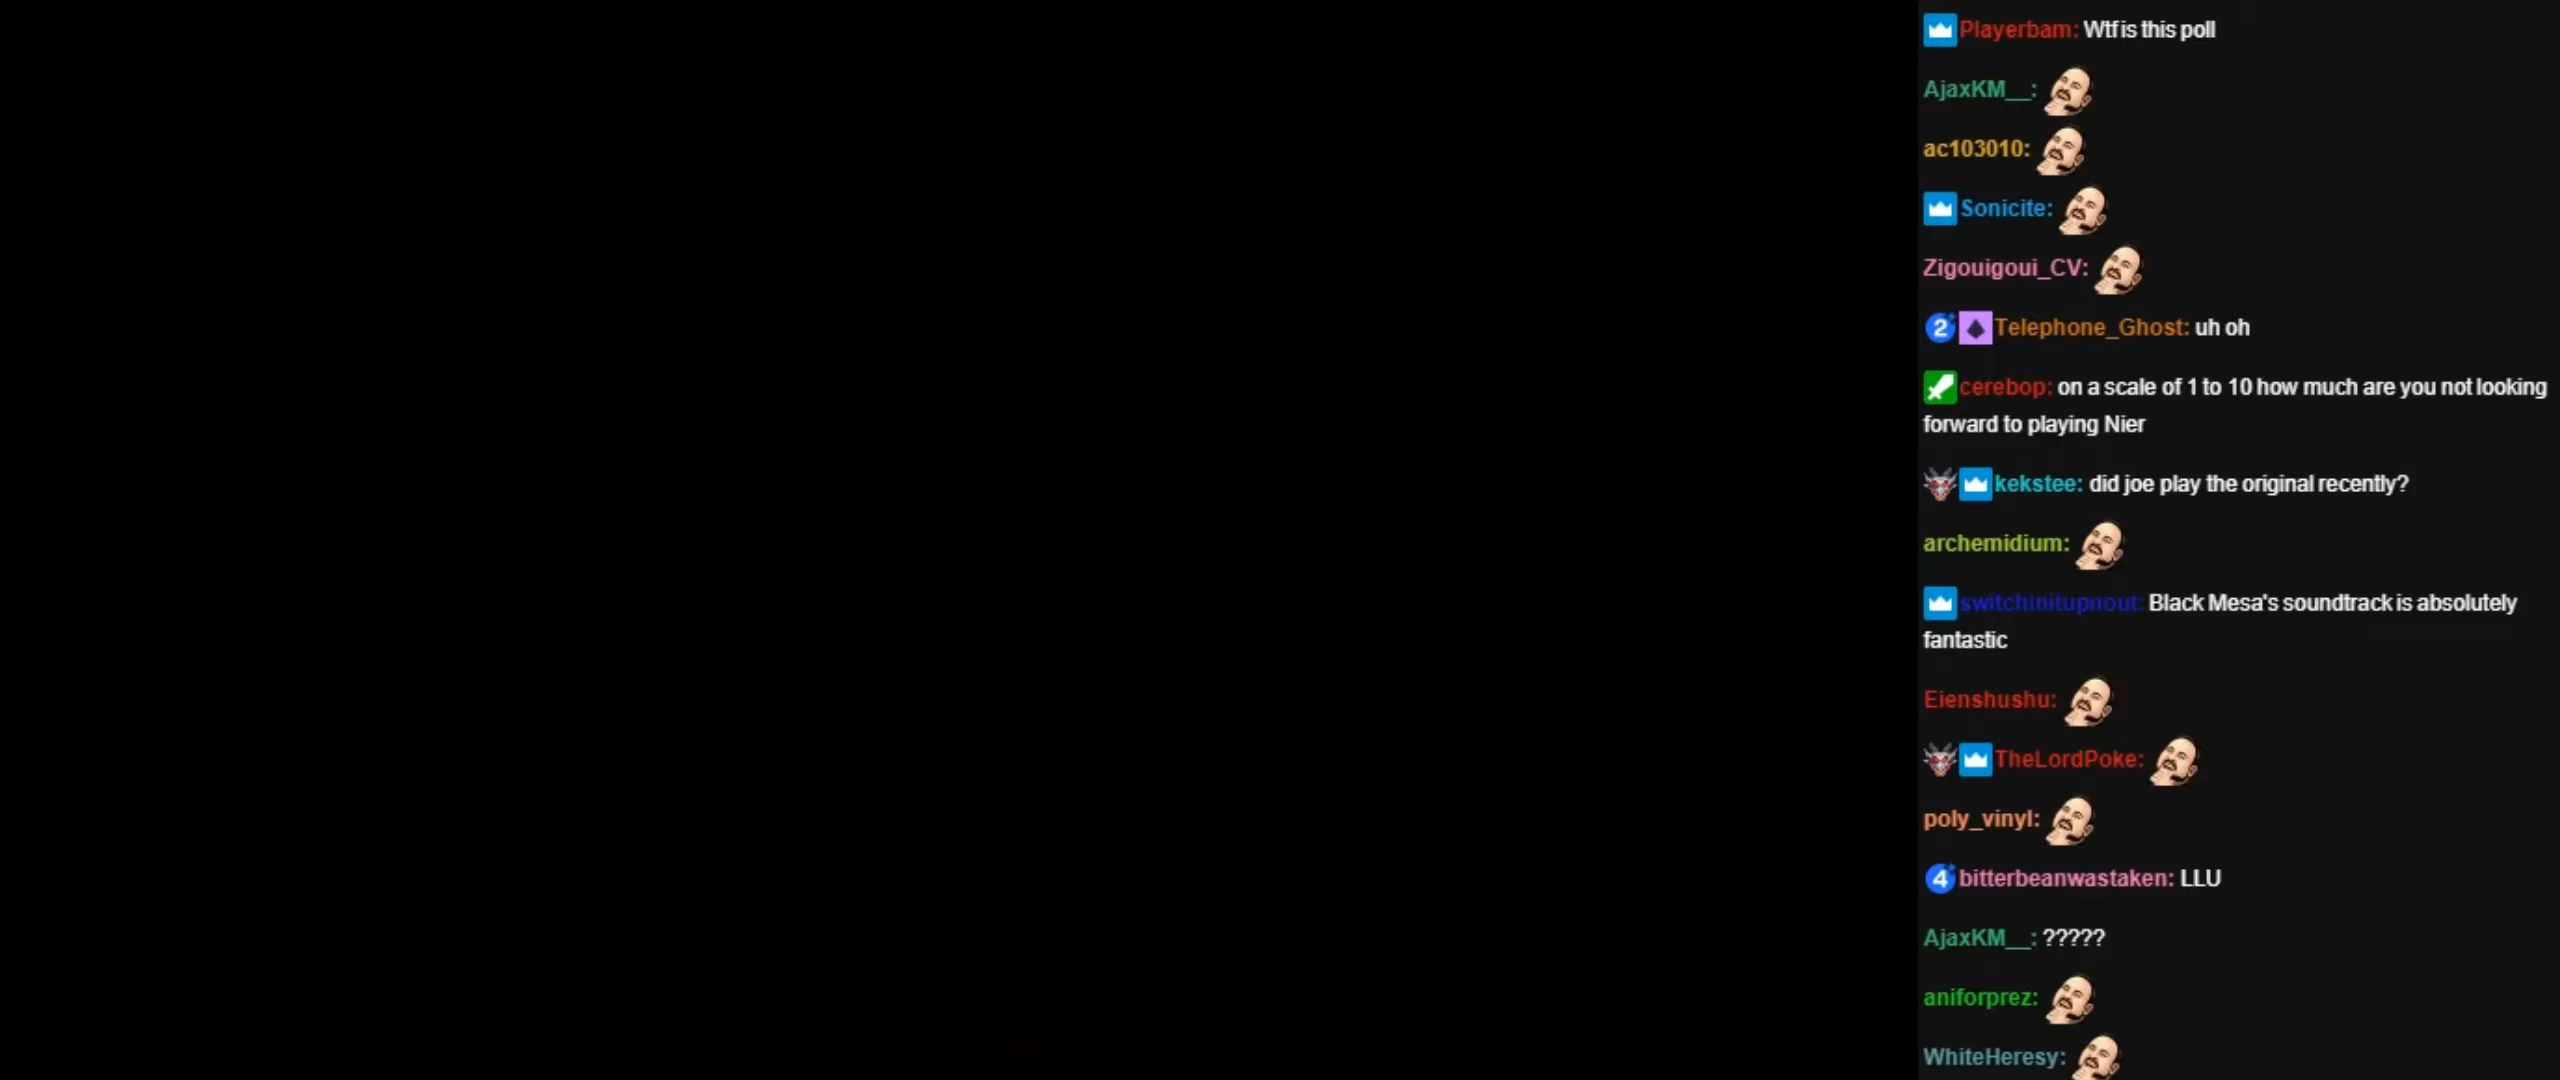 Playerbam: Wtf is this poll
AjaxKM__:
ac103010:
Sonicite:
Zigouigoui_CV:
2 Telephone_Ghost: uh oh
cerebop: on a scale of 1 to 10 how much are you not looking
forward to playing Nier
kekstee: did joe play the original recently?
archemidium:
switchinitupnout: Black Mesa's soundtrack is absolutely
fantastic
Eienshushu:
TheLordPoke:
poly_vinyl:
4 bitterbeanwastaken: LLU
AjaxKM__: ?????
aniforprez:
WhiteHeresy: